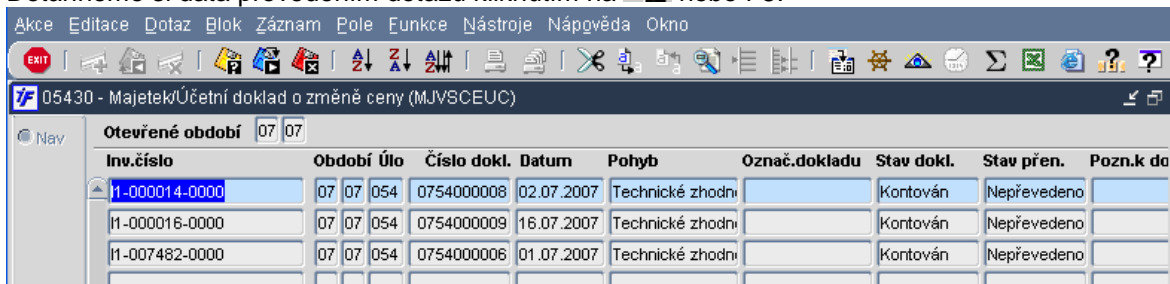 Akce Editace Dotaz Blok Záznam Pole Funkce Nástroje Nápověda Okno
EXIT
05430 - Majetek/Účetní doklad o změně ceny (MJVSCEUC)
Nav
Otevřené období 07 07
Inv.číslo Období Úlo Číslo dokl. Datum Pohyb Označ.dokladu Stav dokl. Stav přen. Pozn.k do
I1-000014-0000 07 07 054 0754000008 02.07.2007 Technické zhodn Kontován Nepřevedeno
I1-000016-0000 07 07 054 0754000009 16.07.2007 Technické zhodn Kontován Nepřevedeno
I1-007482-0000 07 07 054 0754000006 01.07.2007 Technické zhodn Kontován Nepřevedeno